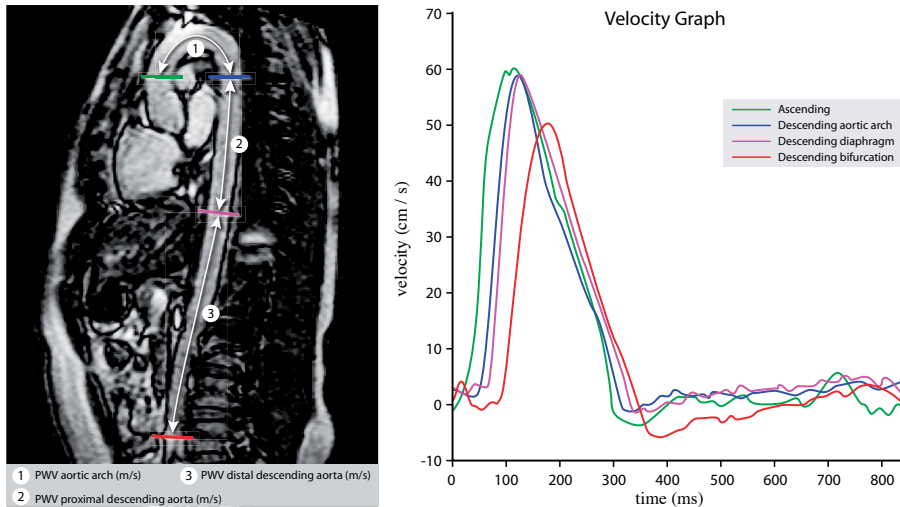 1
2
3
1 PWV aortic arch (m/s)
3 PWV distal descending aorta (m/s)
2 PWV proximal descending aorta (m/s)
Velocity Graph
70
60
50
40
30
20
10
0
-10
velocity (cm / s)
Ascending
Descending aortic arch
Descending diaphragm
Descending bifurcation
0 100 200 300 400 500 600 700 800
time (ms)